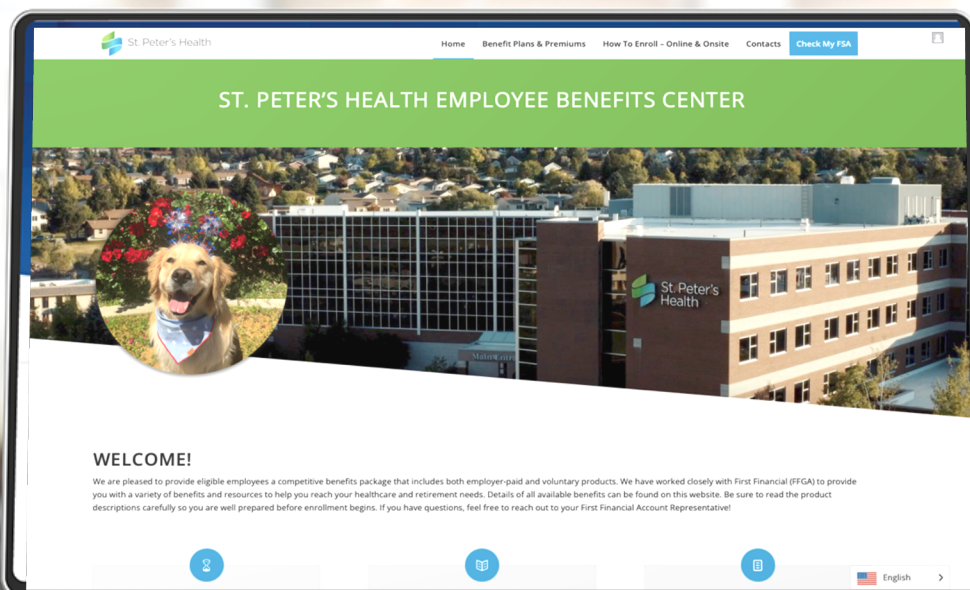 St. Peter's Health
Home Benefit Plans & Premiums How To Enroll – Online & Onsite Contacts Check My FSA
ST. PETER'S HEALTH EMPLOYEE BENEFITS CENTER
St. Peter's
Health
Main
WELCOME!
We are pleased to provide eligible employees a competitive benefits package that includes both employer-paid and voluntary products. We have worked closely with First Financial (FFGA) to provide
you with a variety of benefits and resources to help you reach your healthcare and retirement needs. Details of all available benefits can be found on this website. Be sure to read the product
descriptions carefully so you are well prepared before enrollment begins. If you have questions, feel free to reach out to your First Financial Account Representative!
English